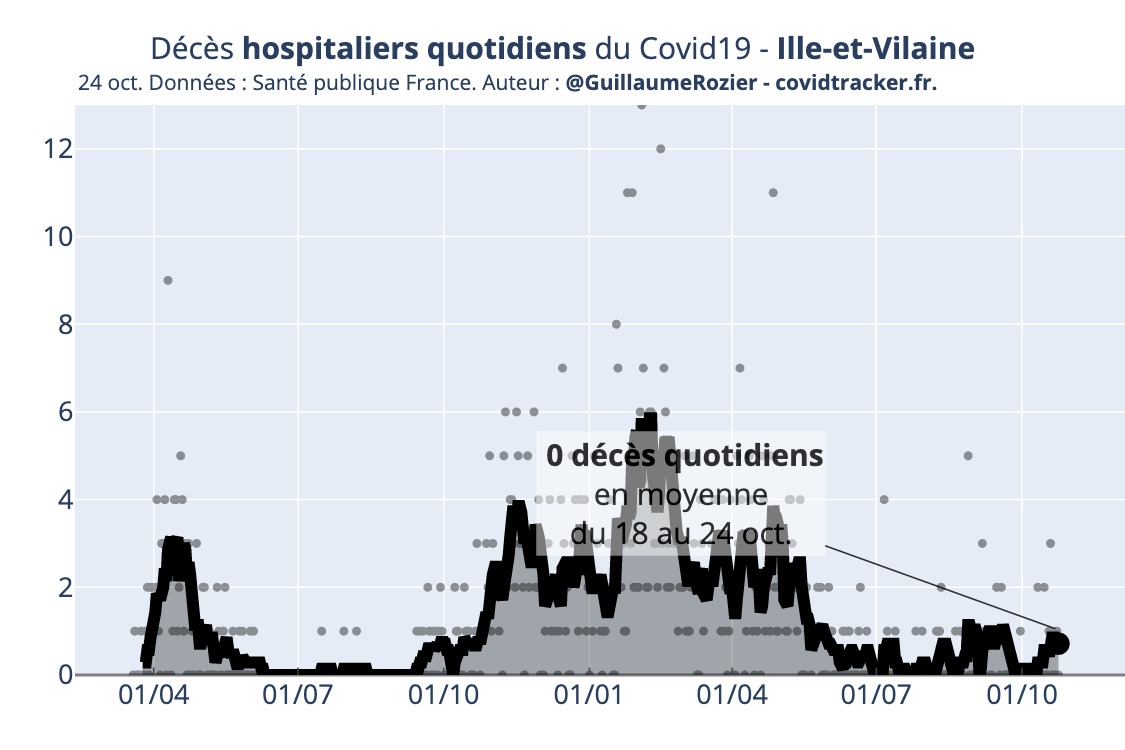 Décès hospitaliers quotidiens du Covid19 - Ille-et-Vilaine
24 oct. Données : Santé publique France. Auteur : @GuillaumeRozier - covidtracker.fr.
12
10
8
6
4
2
0
0 décès quotidiens
en moyenne
du 18 au 24 oct.
01/04 01/07 01/10 01/01 01/04 01/07 01/10